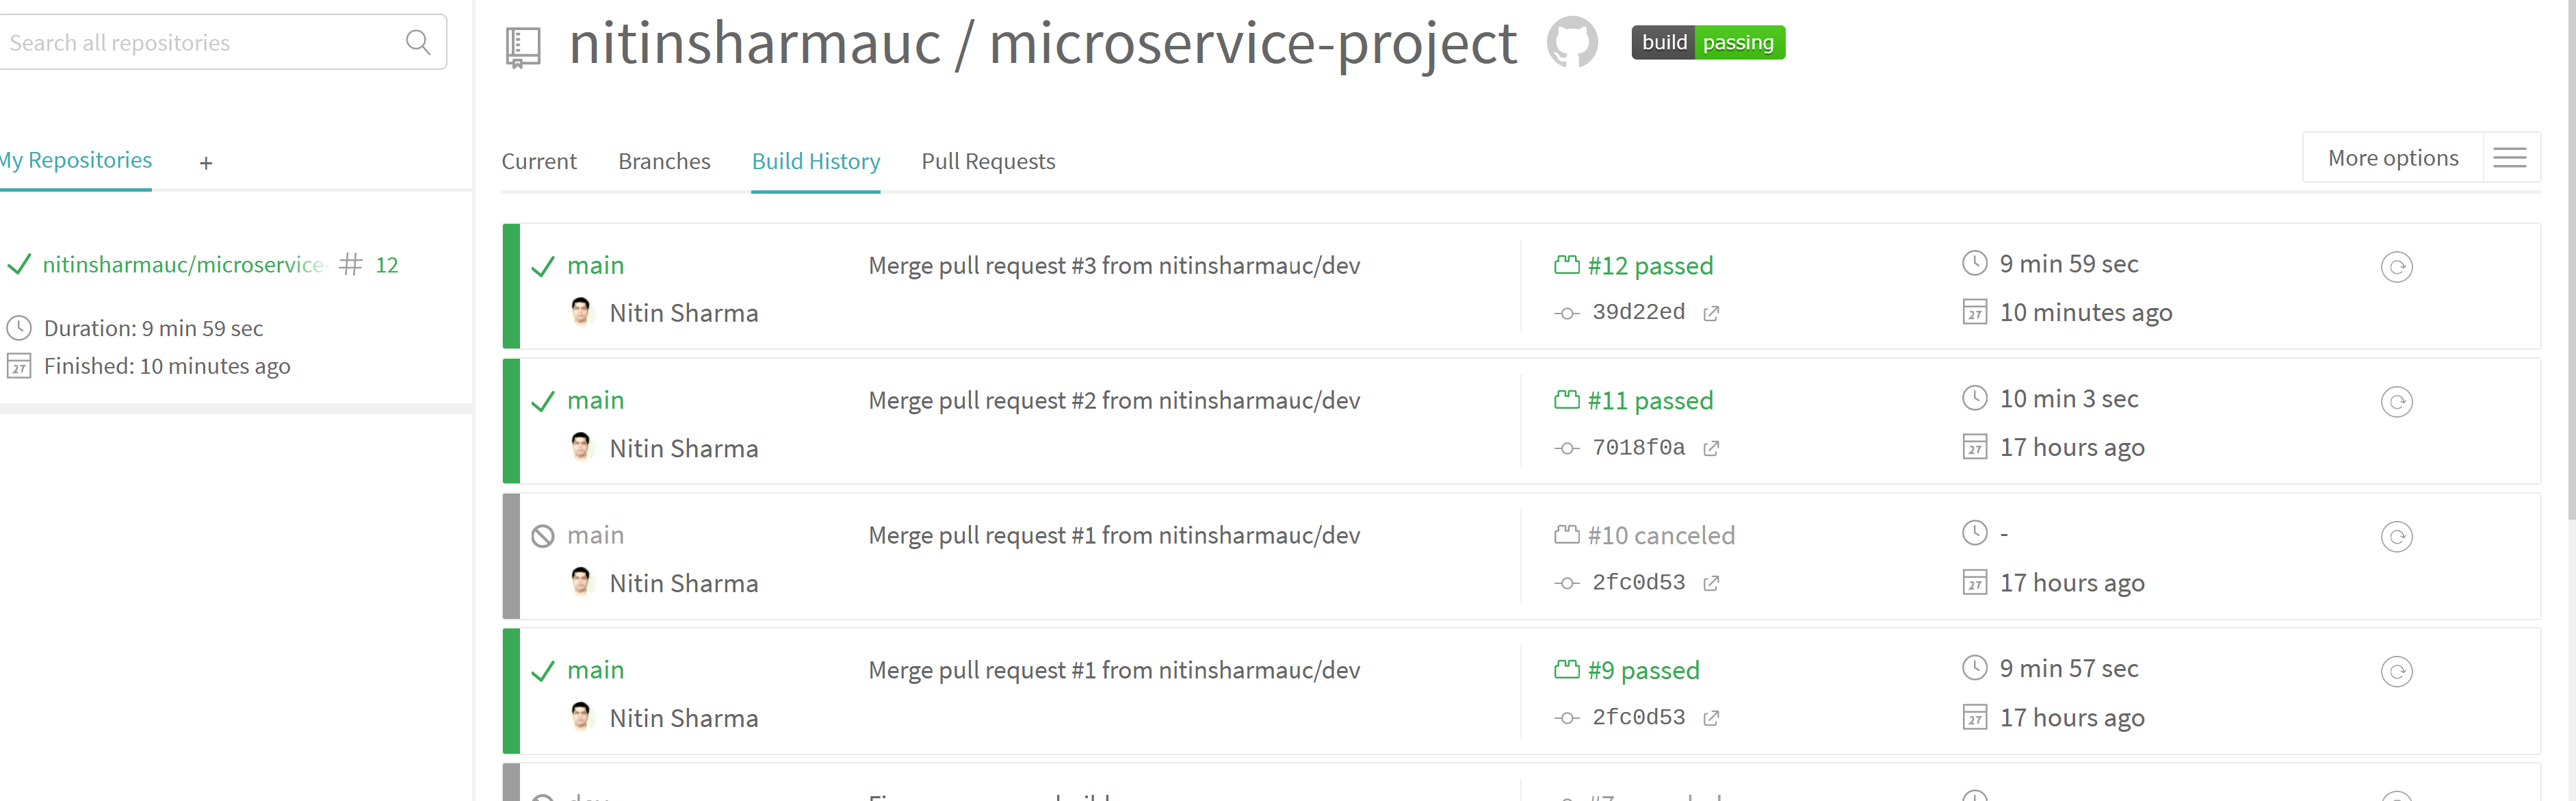 Search all repositories
nitinsharmauc / microservice-project
build passing
My Repositories +
Current Branches Build History Pull Requests
More options
nitinsharmauc/microservice- # 12
Duration: 9 min 59 sec
Finished: 10 minutes ago
main Merge pull request #3 from nitinsharmauc/dev #12 passed 9 min 59 sec
Nitin Sharma 39d22ed 27 10 minutes ago
main Merge pull request #2 from nitinsharmauc/dev #11 passed 10 min 3 sec
Nitin Sharma 7018f0a 27 17 hours ago
main Merge pull request #1 from nitinsharmauc/dev #10 canceled -
Nitin Sharma 2fc0d53 27 17 hours ago
main Merge pull request #1 from nitinsharmauc/dev #9 passed 9 min 57 sec
Nitin Sharma 2fc0d53 27 17 hours ago